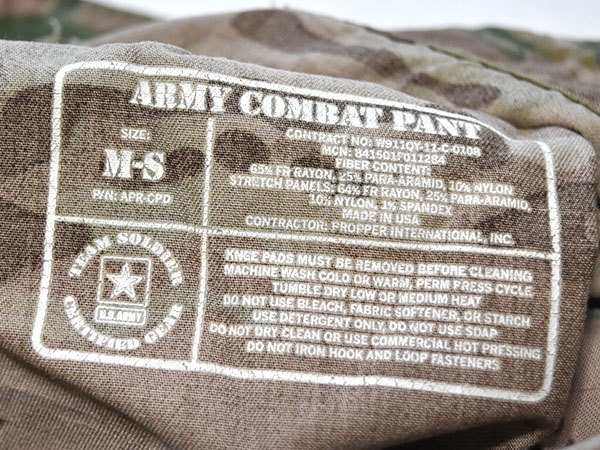 ARMY COMBAT PANT
SIZE:
M-S
P/N: APR-CPD
CONTRACT NO: W911QY-11-C-0108
MCN: 841501F011284
FIBER CONTENT:
65% FR RAYON, 25% PARA-ARAMID, 10% NYLON
STRETCH PANELS: 64% FR RAYON, 25% PARA-ARAMID,
10% NYLON, 1% SPANDEX
MADE IN USA
CONTRACTOR: PROPPER INTERNATIONAL, INC.
TEAM SOLDIER
U.S. ARMY
CERTIFIED GEAR
KNEE PADS MUST BE REMOVED BEFORE CLEANING
MACHINE WASH COLD OR WARM, PERM PRESS CYCLE
TUMBLE DRY LOW OR MEDIUM HEAT
DO NOT USE BLEACH, FABRIC SOFTENER, OR STARCH
USE DETERGENT ONLY, DO NOT USE SOAP
DO NOT DRY CLEAN OR USE COMMERCIAL HOT PRESSING
DO NOT IRON HOOK AND LOOP FASTENERS